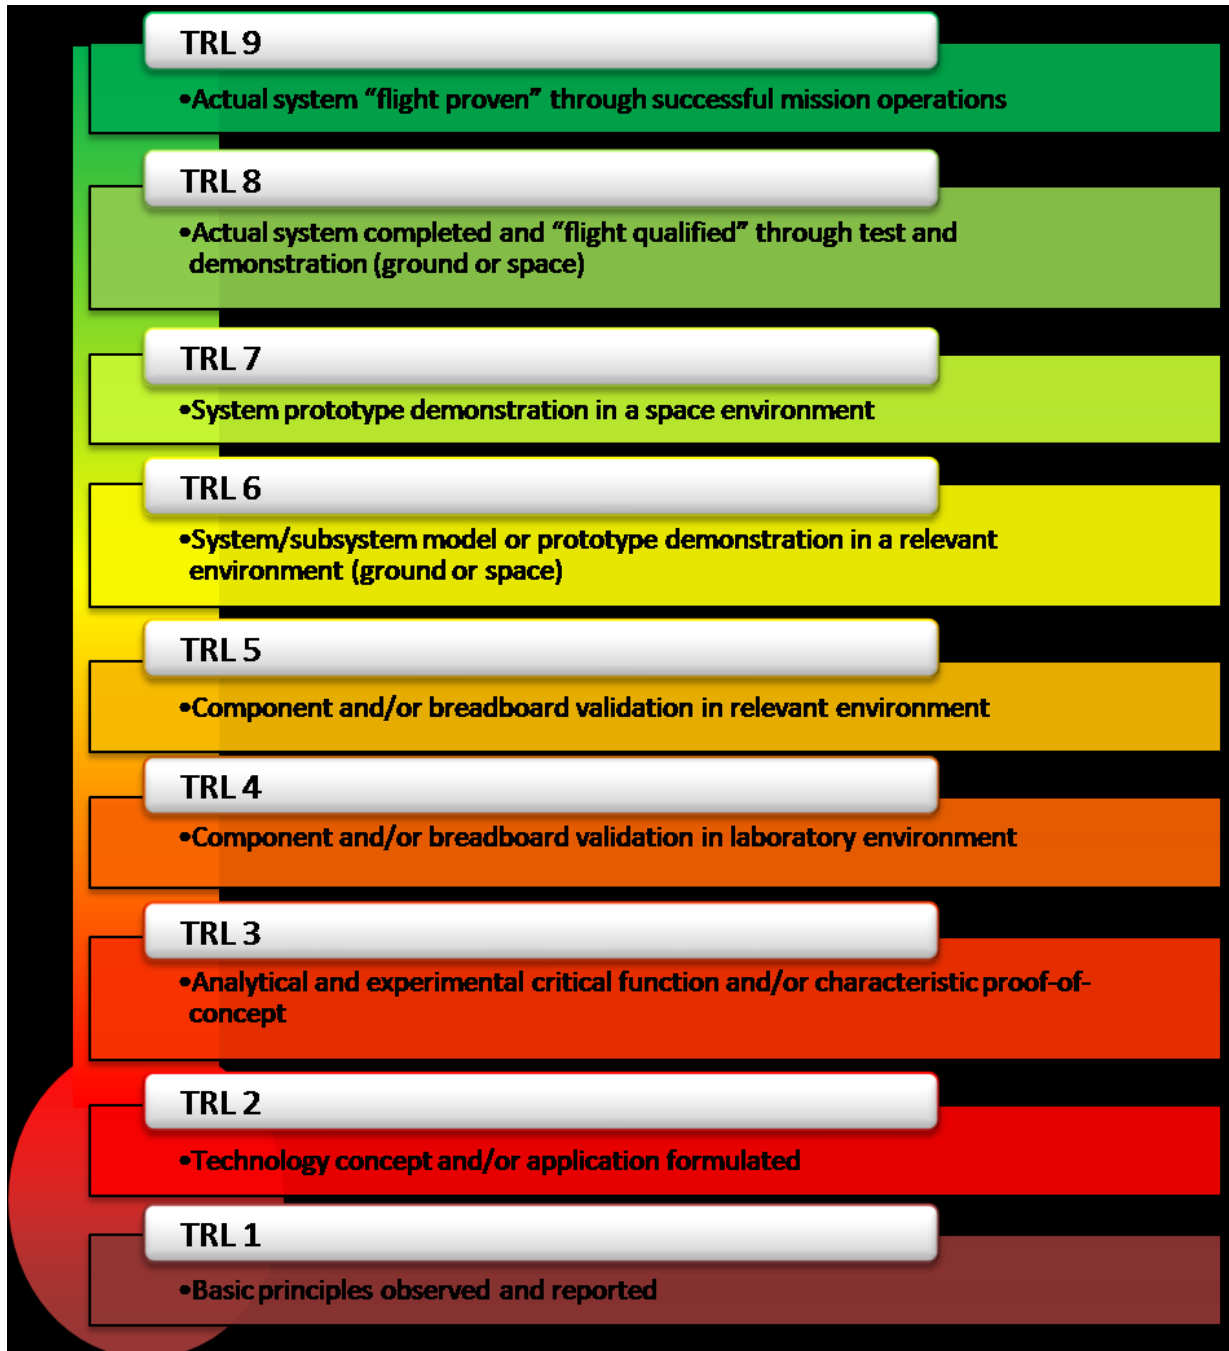 TRL 9
•Actual system “flight proven” through successful mission operations
TRL 8
•Actual system completed and “flight qualified” through test and
demonstration (ground or space)
TRL 7
•System prototype demonstration in a space environment
TRL 6
•System/subsystem model or prototype demonstration in a relevant
environment (ground or space)
TRL 5
•Component and/or breadboard validation in relevant environment
TRL 4
•Component and/or breadboard validation in laboratory environment
TRL 3
•Analytical and experimental critical function and/or characteristic proof-of-
concept
TRL 2
•Technology concept and/or application formulated
TRL 1
•Basic principles observed and reported